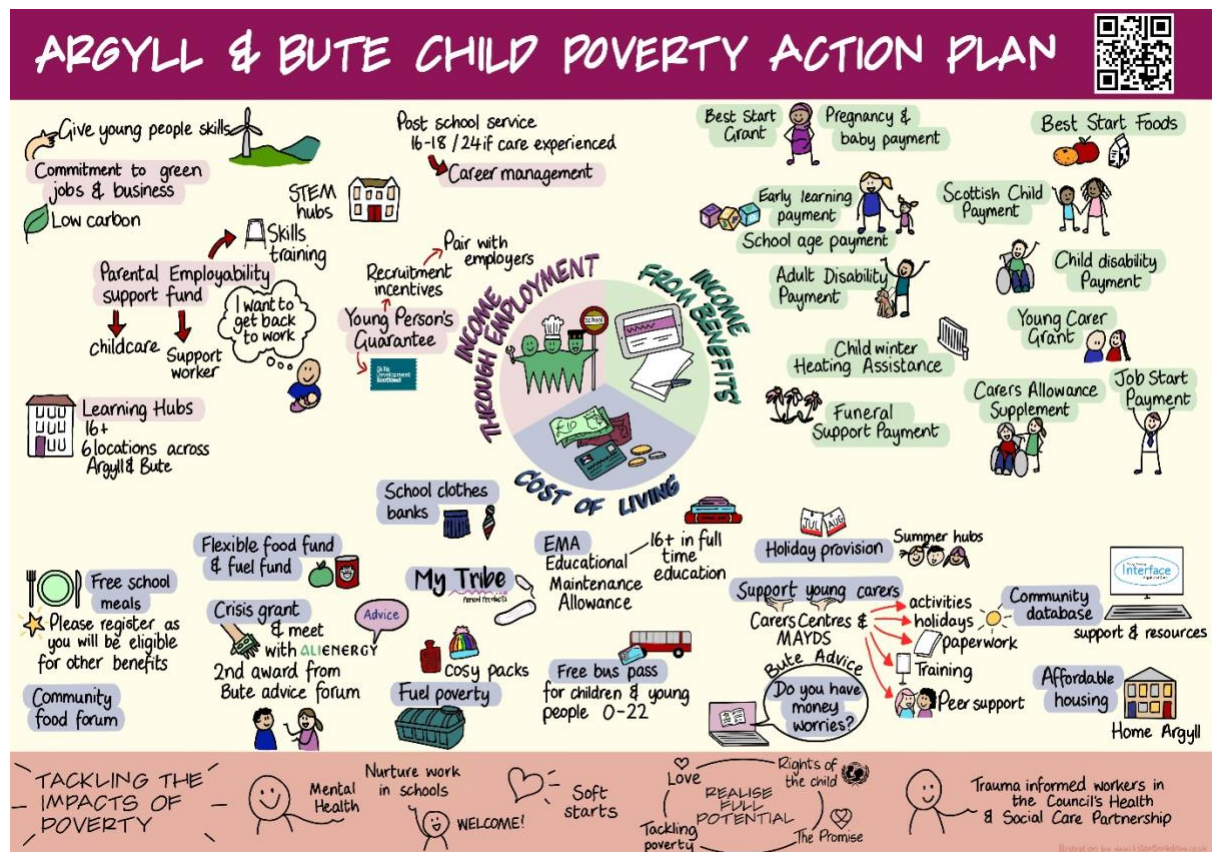 ARGYLL & BUTE CHILD POVERTY ACTION PLAN
Give young people skills
Commitment to green
jobs & business
Low carbon
STEM
hubs
Skills
training
Parental Employability
support fund
childcare
Support
worker
I want to
get back
to work
Learning Hubs
16+
6 locations across
Argyll & Bute
Post school service
16-18 / 24 if care experienced
Career management
Pair with
employers
Recruitment
incentives
Young Person's
Guarantee
Skills
Development
Scotland
INCOME
THROUGH EMPLOYMENT
School
INCOME
FROM BENEFITS
£10
COST OF LIVING
Best Start
Grant
Pregnancy &
baby payment
Best Start Foods
Early learning
payment
School age payment
Scottish Child
Payment
Adult Disability
Payment
Child disability
Payment
Child winter
Heating Assistance
Young Carer
Grant
Funeral
Support Payment
Carers Allowance
Supplement
Job Start
Payment
School clothes
banks
Flexible food fund
& fuel fund
Free school
meals
Please register as
you will be eligible
for other benefits
Community
food forum
Crisis grant
& meet
with ALIENERGY
2nd award from
Bute advice forum
Advice
My Tribe
Period Products
Cosy packs
Fuel poverty
EMA
Educational
Maintenance
Allowance
16+ in full
time
education
Free bus pass
for children & young
people 0-22
JUL AUG
Holiday provision
Summer hubs
Support young carers
Carers Centres &
MAYDS
activities
holidays
paperwork
Training
Peer support
Bute Advice
Do you have
money
worries?
Interface
Community
database
support & resources
Affordable
housing
Home Argyll
TACKLING THE
IMPACTS OF
POVERTY
Mental
Health
Nurture work
in schools
WELCOME!
Soft
starts
Love
Rights of
the child
REALISE
FULL
POTENTIAL
Tackling
poverty
The Promise
Trauma informed workers in
the Council's Health
& Social Care Partnership